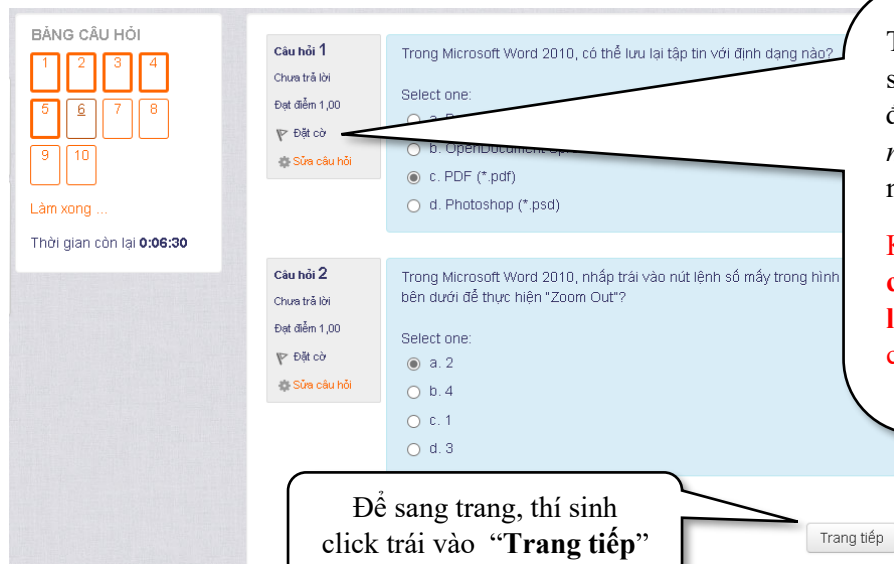 BẢNG CÂU HỎI
1 2 3 4
5 6 7 8
9 10
Làm xong ...
Thời gian còn lại 0:06:30
Câu hỏi 1
Chưa trả lời
Đạt điểm 1,00
Đặt cờ
Sửa câu hỏi
Trong Microsoft Word 2010, có thể lưu lại tập tin với định dạng nào?
Select one:
c. PDF (*.pdf)
d. Photoshop (*.psd)
Câu hỏi 2
Chưa trả lời
Đạt điểm 1,00
Đặt cờ
Sửa câu hỏi
Trong Microsoft Word 2010, nhấp trái vào nút lệnh số mấy trong hình
bên dưới để thực hiện "Zoom Out"?
Select one:
a. 2
b. 4
c. 1
d. 3
Để sang trang, thí sinh
click trái vào “Trang tiếp”
Trang tiếp